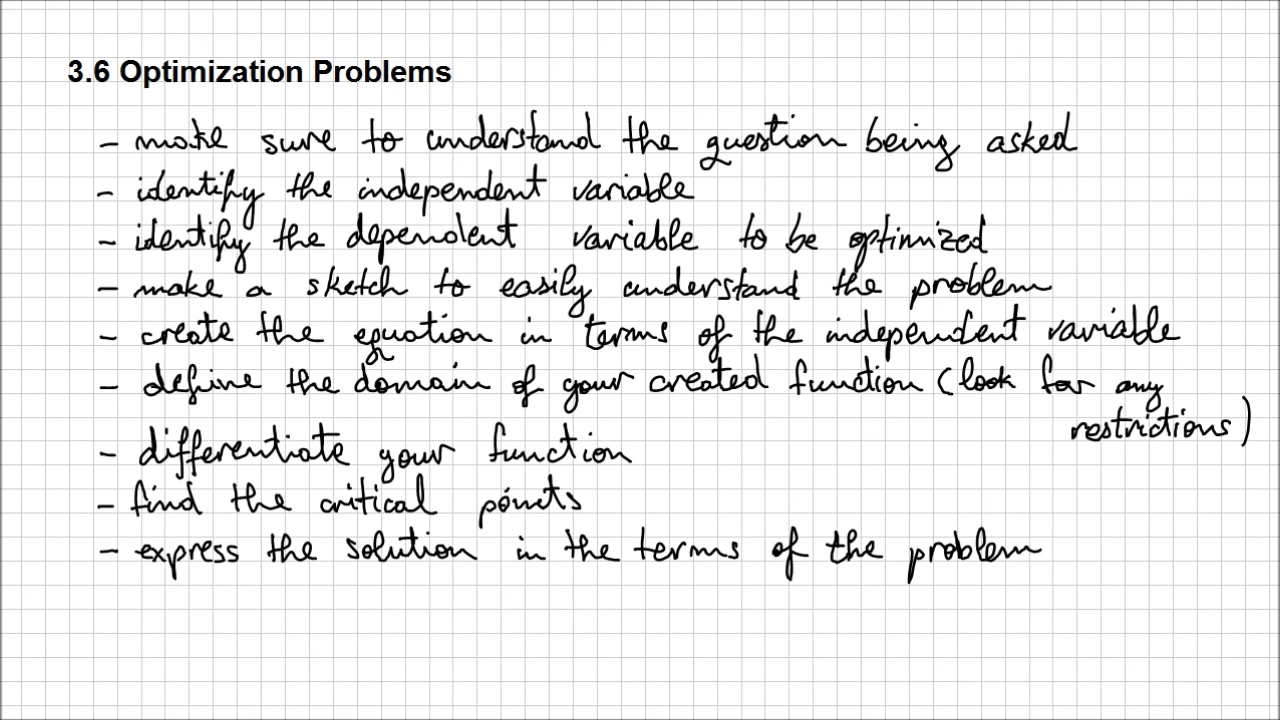 3.6 Optimization Problems
- make sure to understand the question being asked
- identify the independent variable
- identify the dependent variable to be optimized
- make a sketch to easily understand the problem
- create the equation in terms of the independent variable
- define the domain of your created function (look for any
restrictions)
- differentiate your function
- find the critical points
- express the solution in the terms of the problem